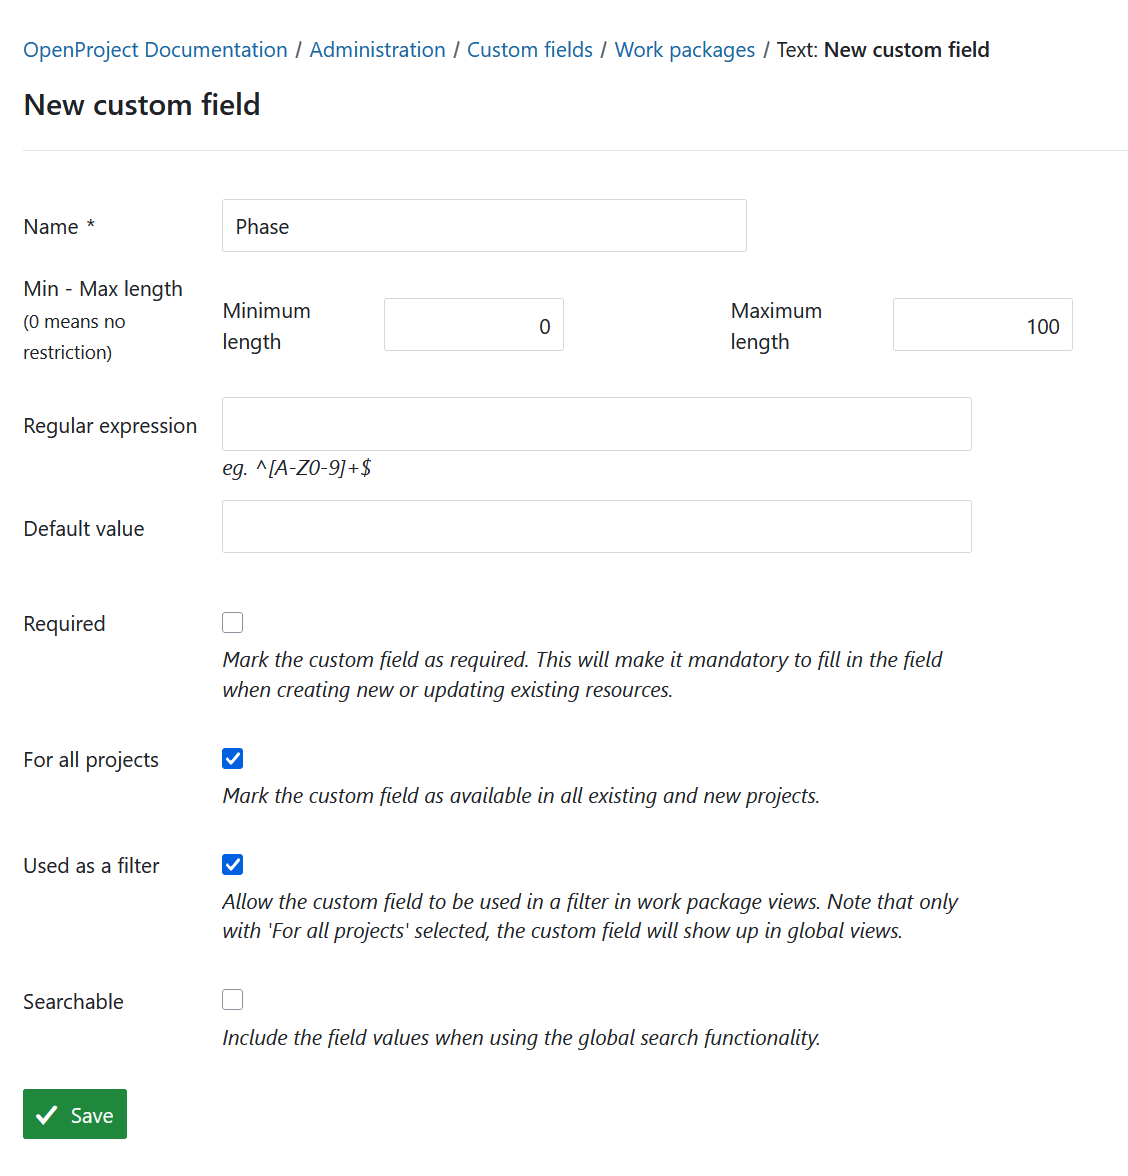 OpenProject Documentation / Administration / Custom fields / Work packages / Text: New custom field
New custom field
Name *
Phase
Min - Max length
(0 means no
restriction)
Minimum
length
0
Maximum
length
100
Regular expression
eg. ^[A-Z0-9]+$
Default value
Required
Mark the custom field as required. This will make it mandatory to fill in the field
when creating new or updating existing resources.
For all projects
Mark the custom field as available in all existing and new projects.
Used as a filter
Allow the custom field to be used in a filter in work package views. Note that only
with 'For all projects' selected, the custom field will show up in global views.
Searchable
Include the field values when using the global search functionality.
Save